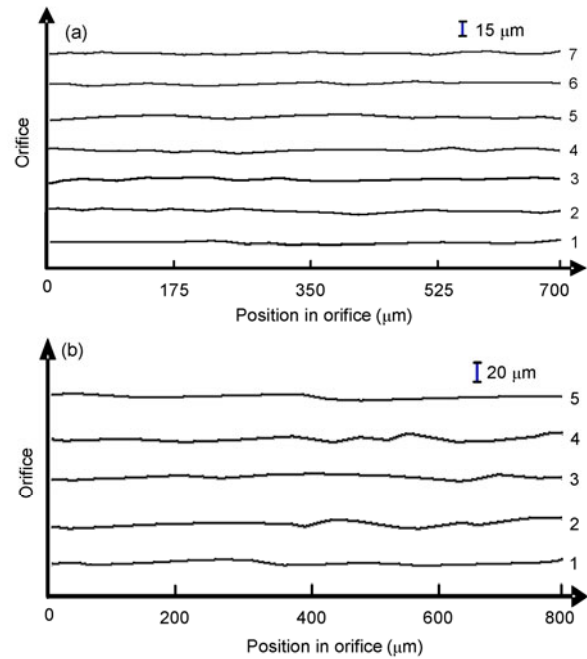 (a)
15 μm
Orifice
7
6
5
4
3
2
1
0 175 350 525 700
Position in orifice (μm)
(b)
20 μm
Orifice
5
4
3
2
1
0 200 400 600 800
Position in orifice (μm)